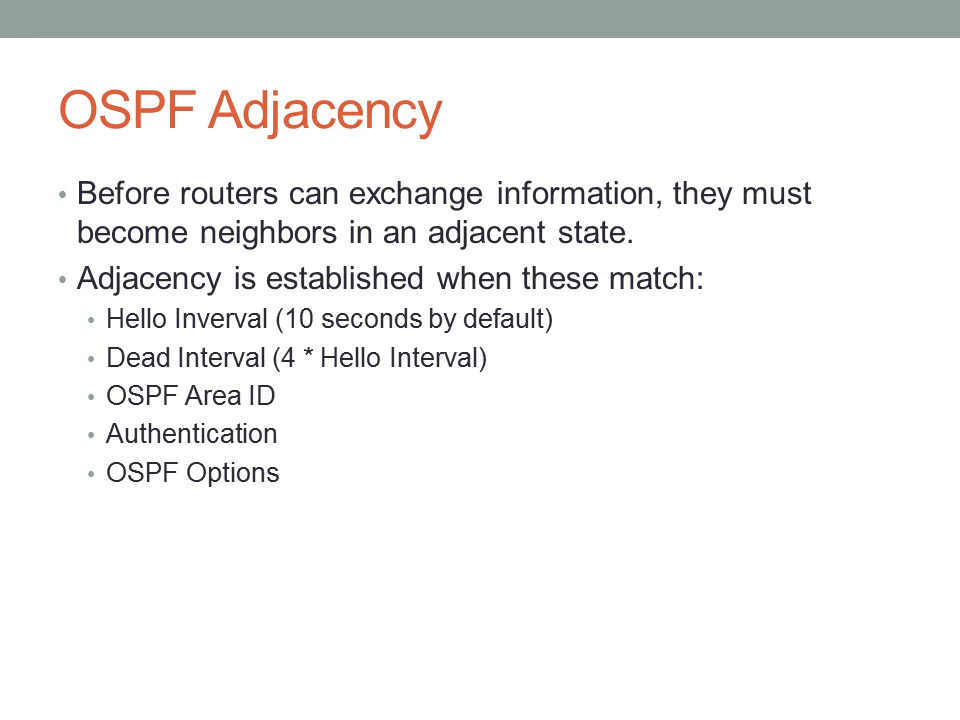 OSPF Adjacency
• Before routers can exchange information, they must
become neighbors in an adjacent state.
• Adjacency is established when these match:
• Hello Inverval (10 seconds by default)
• Dead Interval (4 * Hello Interval)
• OSPF Area ID
• Authentication
• OSPF Options